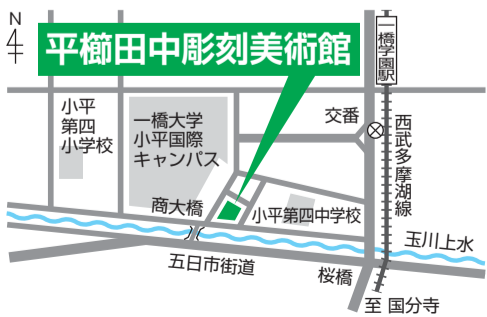 N
平櫛田中彫刻美術館
一橋学園駅
小平
第四
小学校
一橋大学
小平国際
キャンパス
交番
西武多摩湖線
商大橋
小平第四中学校
玉川上水
五日市街道
桜橋
至 国分寺